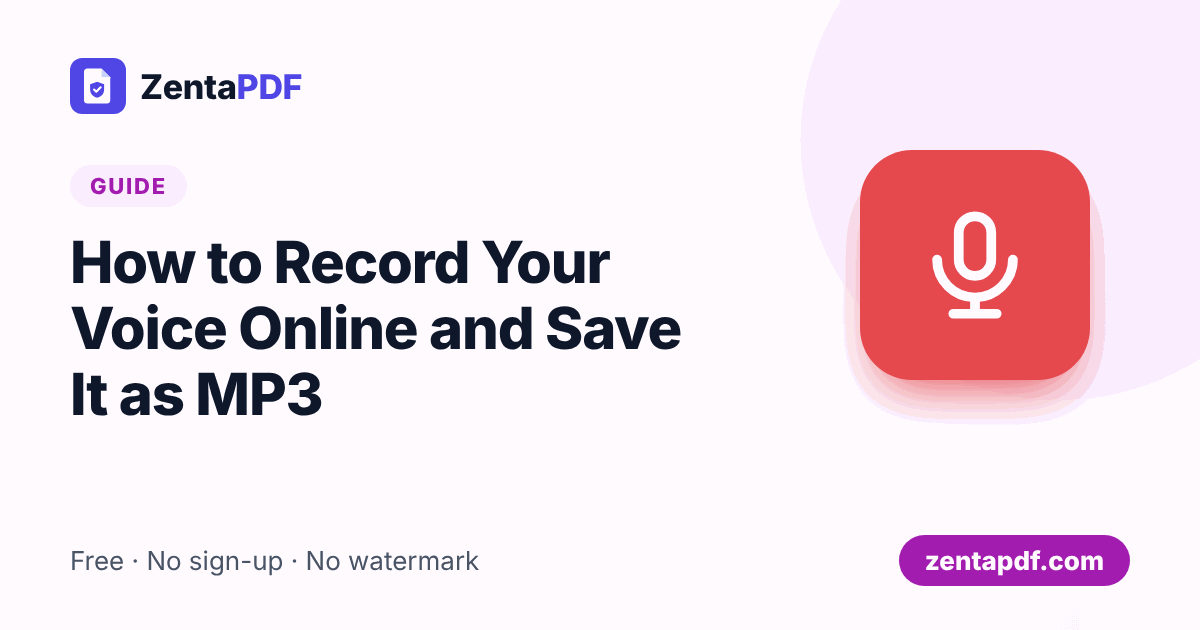 ZentaPDF
GUIDE
How to Record Your
Voice Online and Save
It as MP3
Free · No sign-up · No watermark
zentapdf.com